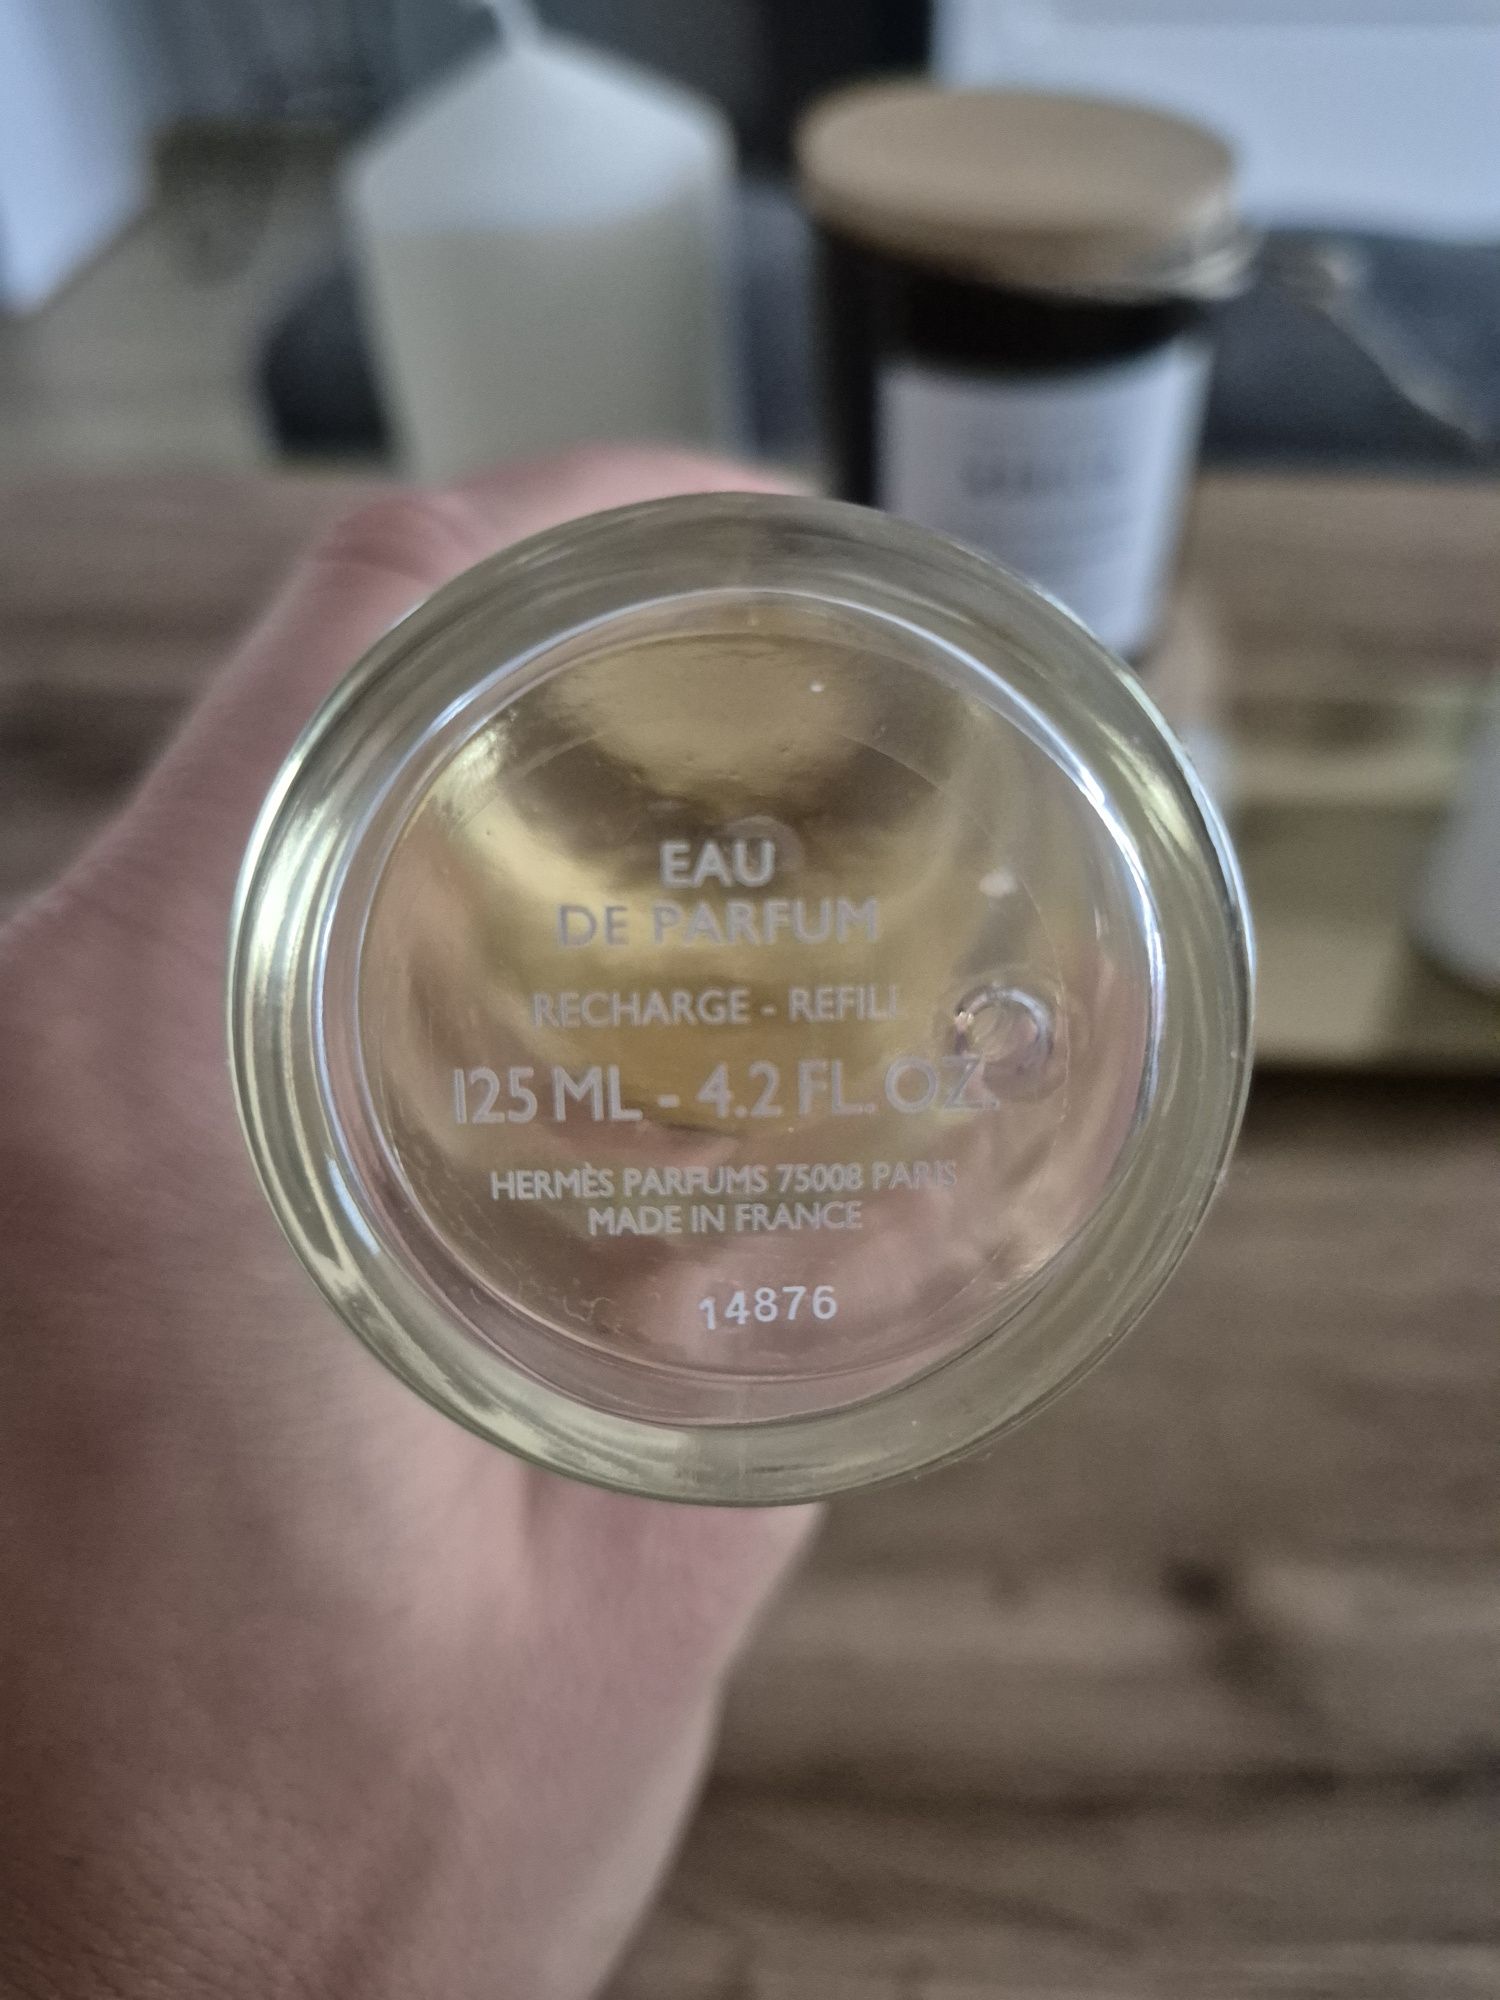 EAU
DE PARFUM
RECHARGE - REFILL
125 ML - 4.2 FL. OZ.
HERMÈS PARFUMS 75008 PARIS
MADE IN FRANCE
14876